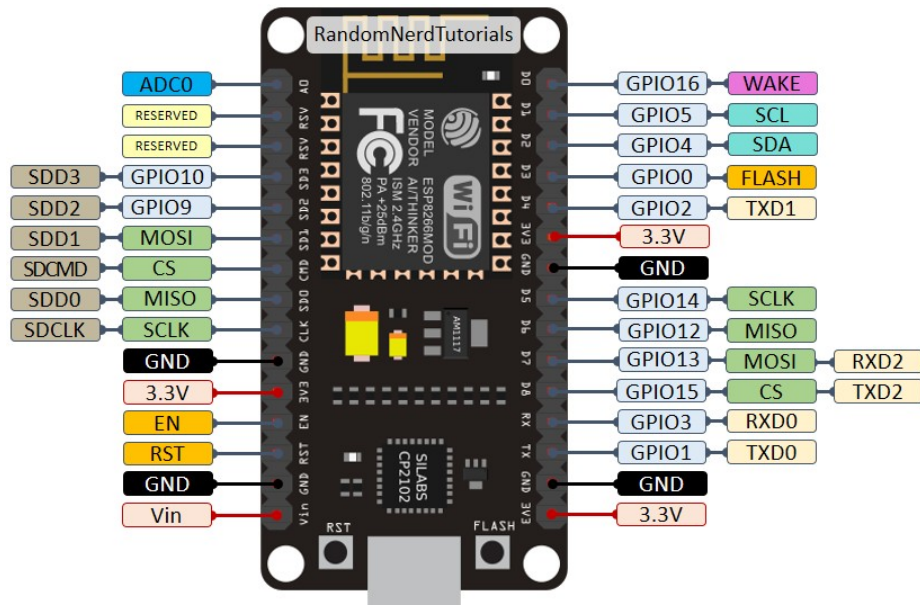 RandomNerdTutorials
ADC0 A0
RESERVED RSV
RESERVED RSV
SDD3 GPIO10 SD3
SDD2 GPIO9 SD2
SDD1 MOSI SD1
SDCMD CS CMD
SDD0 MISO SD0
SDCLK SCLK CLK
GND GND
3.3V 3V3
EN EN
RST RST
GND GND
Vin Vin
MODEL ESP8266MOD
VENDOR AI/THINKER
ISM 2.4GHz
PA +25dBm
802.11b/g/n
FC
WiFi
AM1117
SILABS
CP2102
RST
FLASH
D0 GPIO16 WAKE
D1 GPIO5 SCL
D2 GPIO4 SDA
D3 GPIO0 FLASH
D4 GPIO2 TXD1
3V3 3.3V
GND GND
D5 GPIO14 SCLK
D6 GPIO12 MISO
D7 GPIO13 MOSI RXD2
D8 GPIO15 CS TXD2
RX GPIO3 RXD0
TX GPIO1 TXD0
GND GND
3V3 3.3V